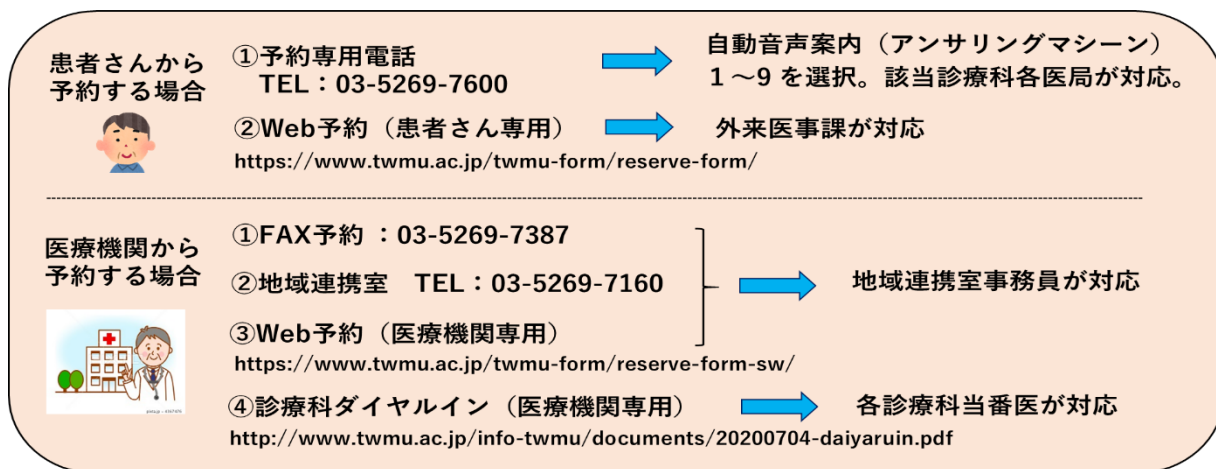 患者さんから
予約する場合
①予約専用電話
TEL：03-5269-7600
自動音声案内（アンサリングマシーン）
１～9 を選択。該当診療科各医局が対応。
②Web予約（患者さん専用）
外来医事課が対応
https://www.twmu.ac.jp/twmu-form/reserve-form/
医療機関から
予約する場合
①FAX予約 ：03-5269-7387
②地域連携室　TEL：03-5269-7160
地域連携室事務員が対応
③Web予約（医療機関専用）
https://www.twmu.ac.jp/twmu-form/reserve-form-sw/
④診療科ダイヤルイン（医療機関専用）
各診療科当番医が対応
http://www.twmu.ac.jp/info-twmu/documents/20200704-daiyaruin.pdf